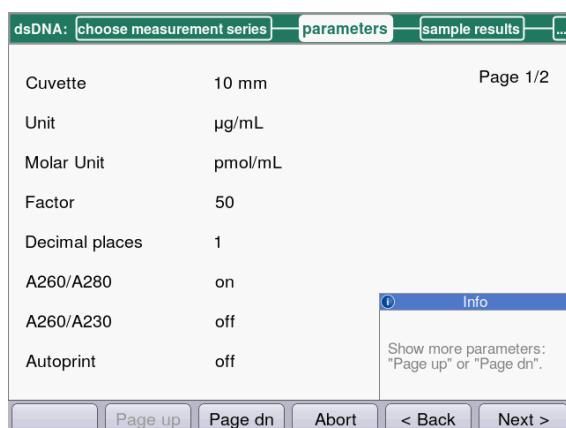 dsDNA: choose measurement series parameters sample results ...
Page 1/2
Cuvette 10 mm
Unit µg/mL
Molar Unit pmol/mL
Factor 50
Decimal places 1
A260/A280 on
A260/A230 off
Autoprint off
Info
Show more parameters:
"Page up" or "Page dn".
Page up Page dn Abort < Back Next >